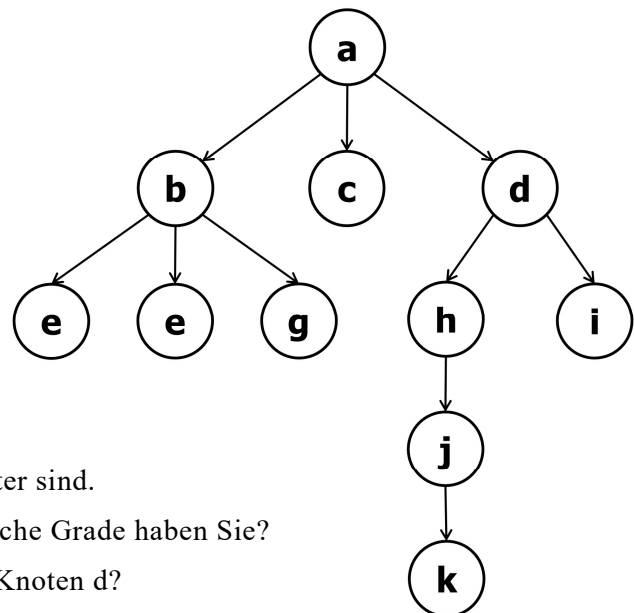 a
b c d
e e g h i
j
ter sind.
che Grade haben Sie?
Knoten d?
k